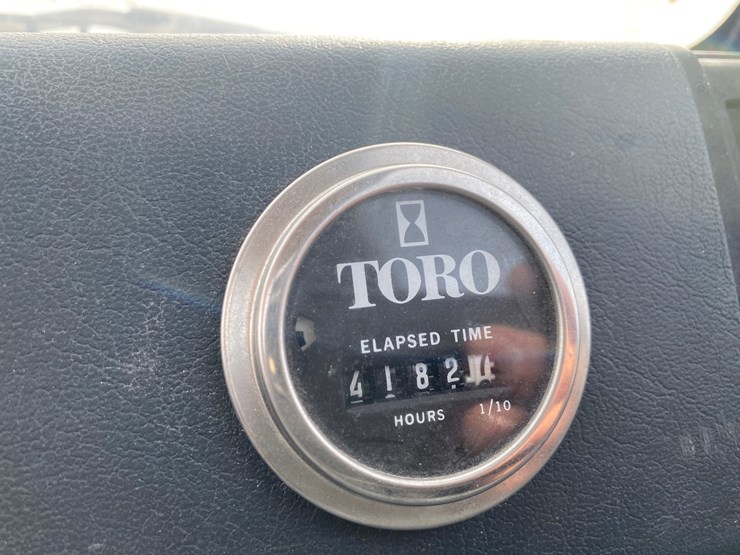 TORO
ELAPSED TIME
4182
HOURS 1/10